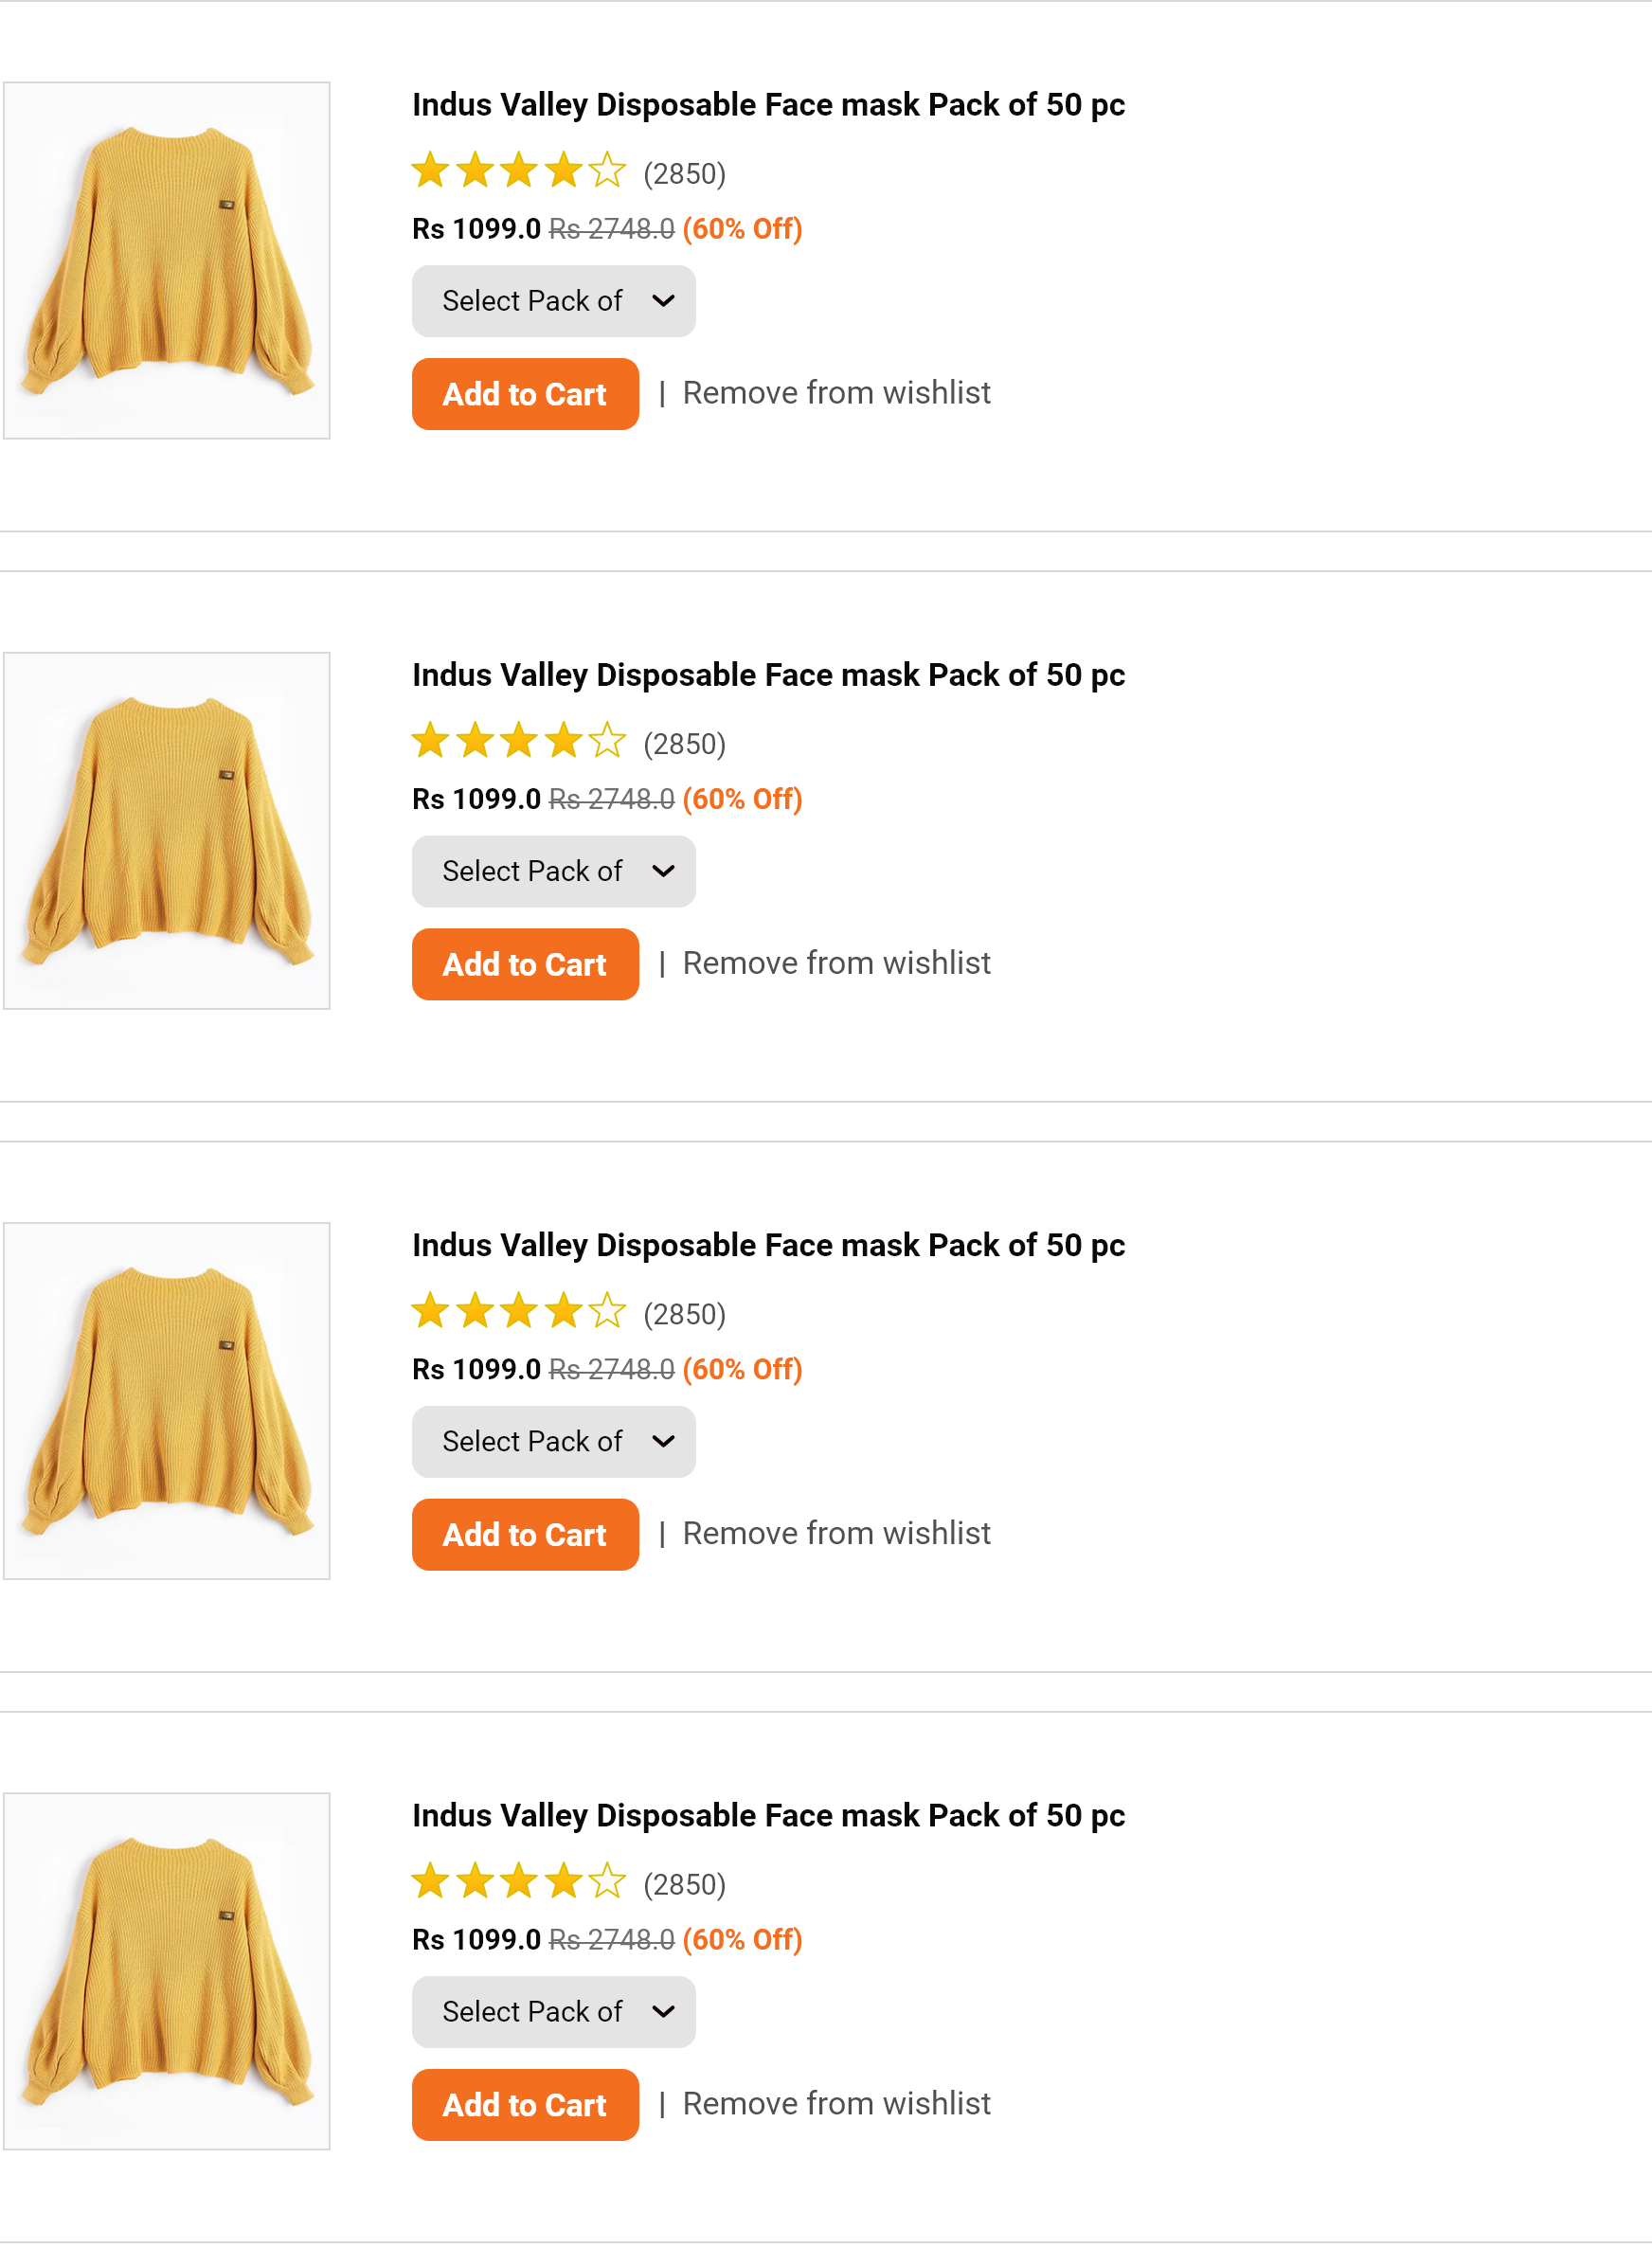 Indus Valley Disposable Face mask Pack of 50 pc
(2850)
Rs 1099.0 Rs 2748.0 (60% Off)
Select Pack of
Add to Cart | Remove from wishlist
Indus Valley Disposable Face mask Pack of 50 pc
(2850)
Rs 1099.0 Rs 2748.0 (60% Off)
Select Pack of
Add to Cart | Remove from wishlist
Indus Valley Disposable Face mask Pack of 50 pc
(2850)
Rs 1099.0 Rs 2748.0 (60% Off)
Select Pack of
Add to Cart | Remove from wishlist
Indus Valley Disposable Face mask Pack of 50 pc
(2850)
Rs 1099.0 Rs 2748.0 (60% Off)
Select Pack of
Add to Cart | Remove from wishlist